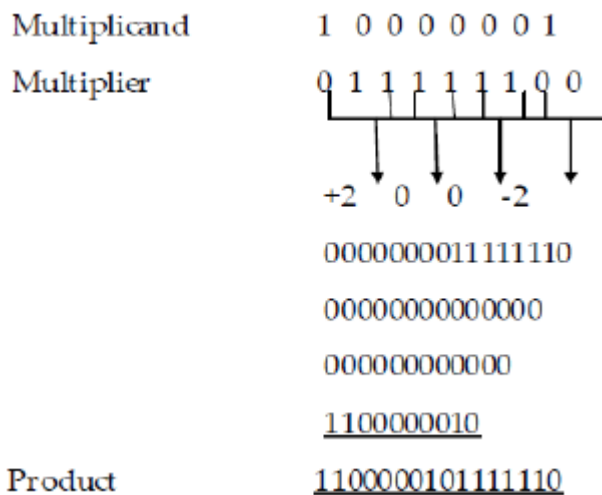 Multiplicand 1 0 0 0 0 0 0 1
Multiplier 0 1 1 1 1 1 1 0 0
+2 0 0 -2
0000000011111110
00000000000000
000000000000
1100000010
Product 1100000101111110